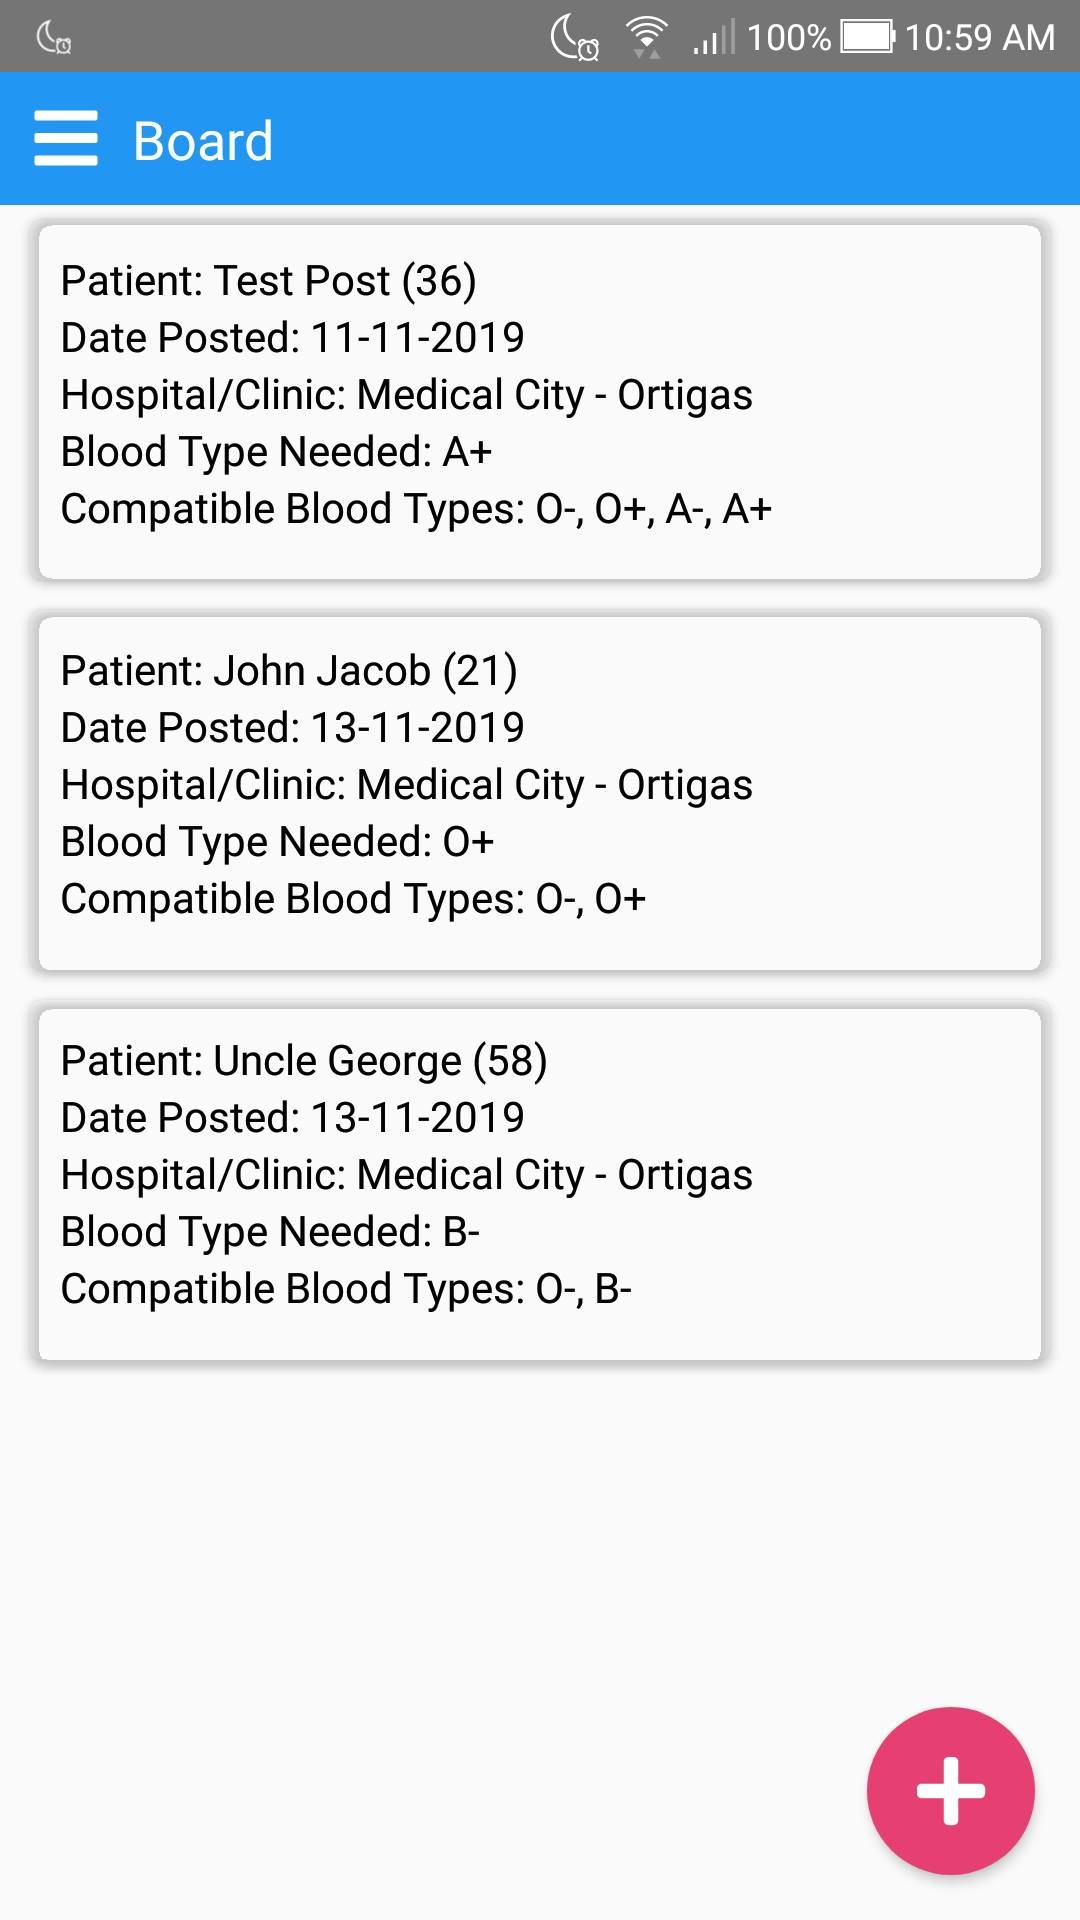 100% 10:59 AM
Board
Patient: Test Post (36)
Date Posted: 11-11-2019
Hospital/Clinic: Medical City - Ortigas
Blood Type Needed: A+
Compatible Blood Types: O-, O+, A-, A+
Patient: John Jacob (21)
Date Posted: 13-11-2019
Hospital/Clinic: Medical City - Ortigas
Blood Type Needed: O+
Compatible Blood Types: O-, O+
Patient: Uncle George (58)
Date Posted: 13-11-2019
Hospital/Clinic: Medical City - Ortigas
Blood Type Needed: B-
Compatible Blood Types: O-, B-